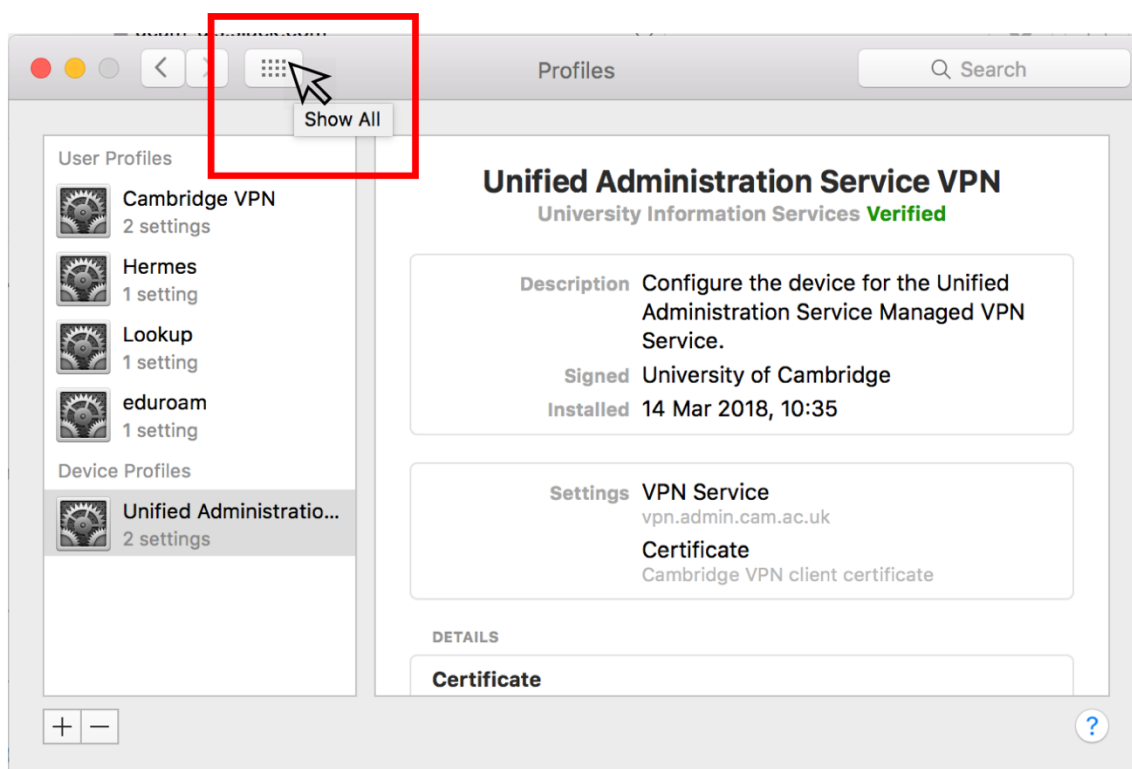 Profiles
Search
Show All
User Profiles
Cambridge VPN
2 settings
Hermes
1 setting
Lookup
1 setting
eduroam
1 setting
Device Profiles
Unified Administratio...
2 settings
Unified Administration Service VPN
University Information Services Verified
Description Configure the device for the Unified
Administration Service Managed VPN
Service.
Signed University of Cambridge
Installed 14 Mar 2018, 10:35
Settings VPN Service
vpn.admin.cam.ac.uk
Certificate
Cambridge VPN client certificate
DETAILS
Certificate
+ −
?